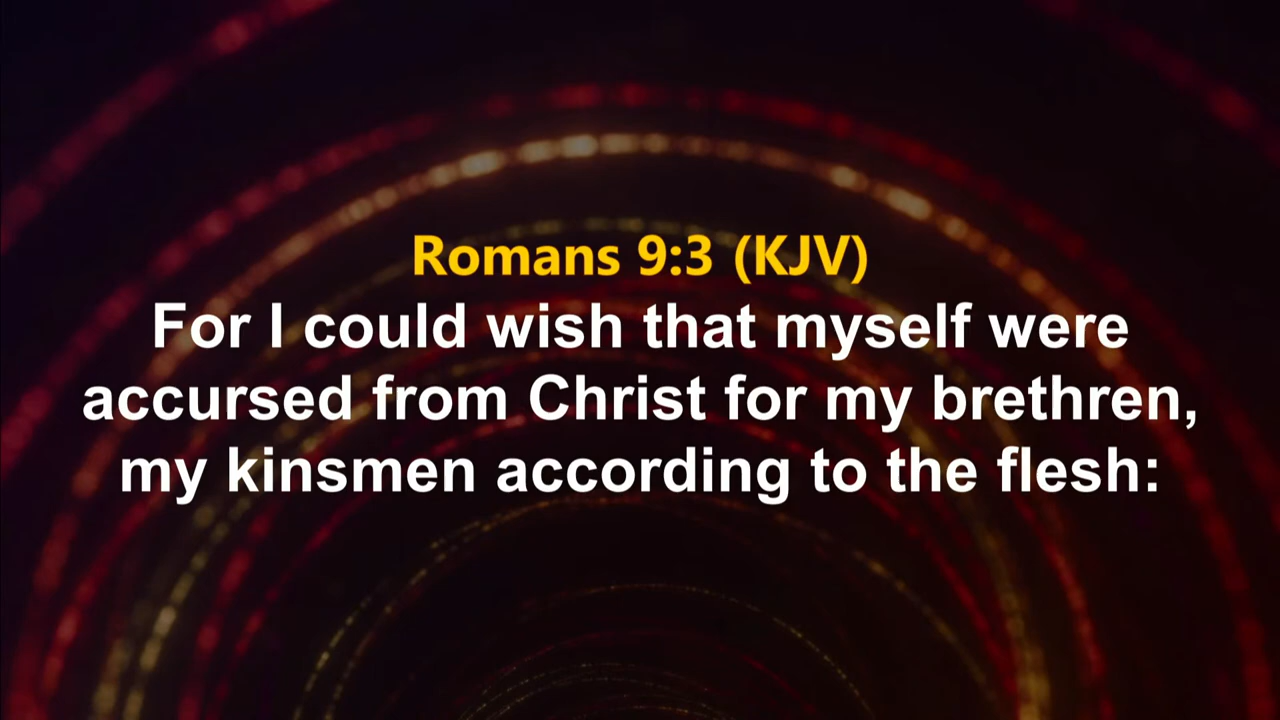 Romans 9:3 (KJV)
For I could wish that myself were
accursed from Christ for my brethren,
my kinsmen according to the flesh: